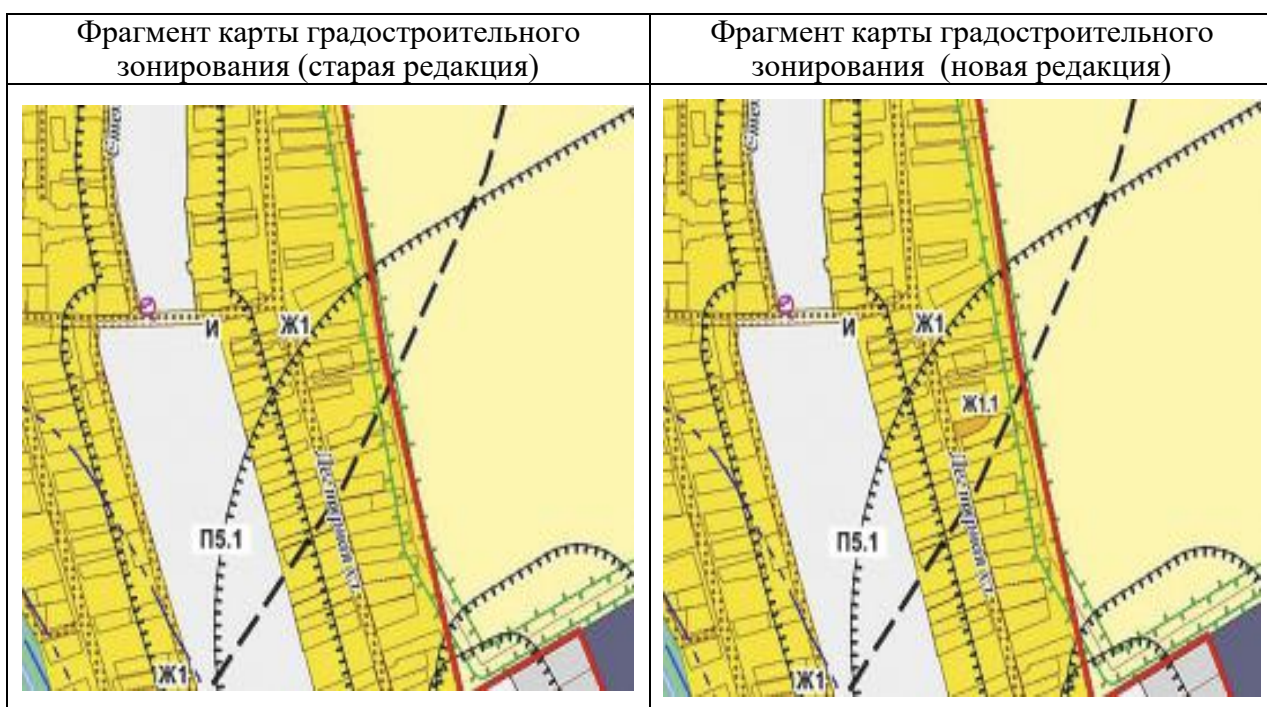 Фрагмент карты градостроительного
зонирования (старая редакция)
Фрагмент карты градостроительного
зонирования (новая редакция)
И
Ж1
П5.1
Ж1
И
Ж1
Ж1.1
П5.1
Ж1